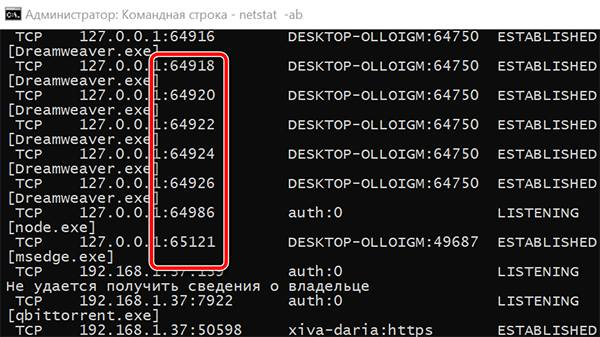 Администратор: Командная строка - netstat -ab
TCP 127.0.0.1:64916 DESKTOP-OLLOIGM:64750 ESTABLISHED
[Dreamweaver.exe]
TCP 127.0.0.1:64918 DESKTOP-OLLOIGM:64750 ESTABLISHED
[Dreamweaver.exe]
TCP 127.0.0.1:64920 DESKTOP-OLLOIGM:64750 ESTABLISHED
[Dreamweaver.exe]
TCP 127.0.0.1:64922 DESKTOP-OLLOIGM:64750 ESTABLISHED
[Dreamweaver.exe]
TCP 127.0.0.1:64924 DESKTOP-OLLOIGM:64750 ESTABLISHED
[Dreamweaver.exe]
TCP 127.0.0.1:64926 DESKTOP-OLLOIGM:64750 ESTABLISHED
[Dreamweaver.exe]
TCP 127.0.0.1:64986 auth:0 LISTENING
[node.exe]
TCP 127.0.0.1:65121 DESKTOP-OLLOIGM:49687 ESTABLISHED
[msedge.exe]
TCP 192.168.1.37:139 auth:0 LISTENING
Не удается получить сведения о владельце
TCP 192.168.1.37:7922 auth:0 LISTENING
[qbittorrent.exe]
TCP 192.168.1.37:50598 xiva-daria:https ESTABLISHED